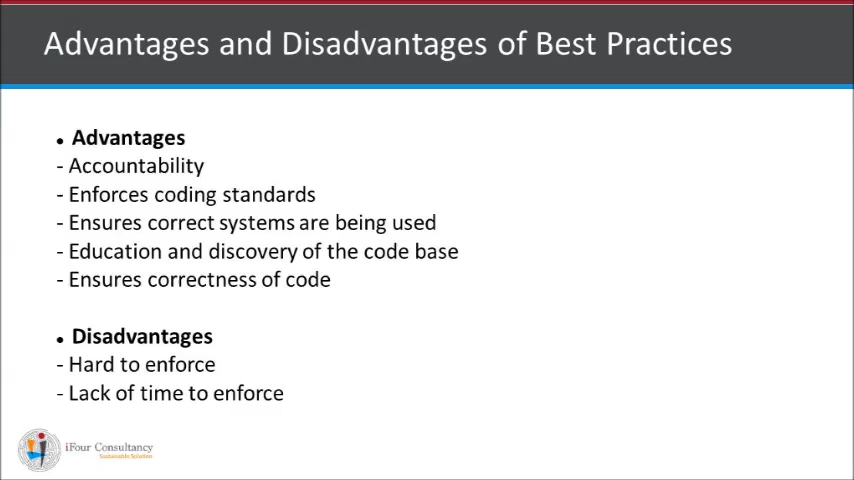 Advantages and Disadvantages of Best Practices
• Advantages
- Accountability
- Enforces coding standards
- Ensures correct systems are being used
- Education and discovery of the code base
- Ensures correctness of code
• Disadvantages
- Hard to enforce
- Lack of time to enforce
iFour Consultancy
Sustainable Solution